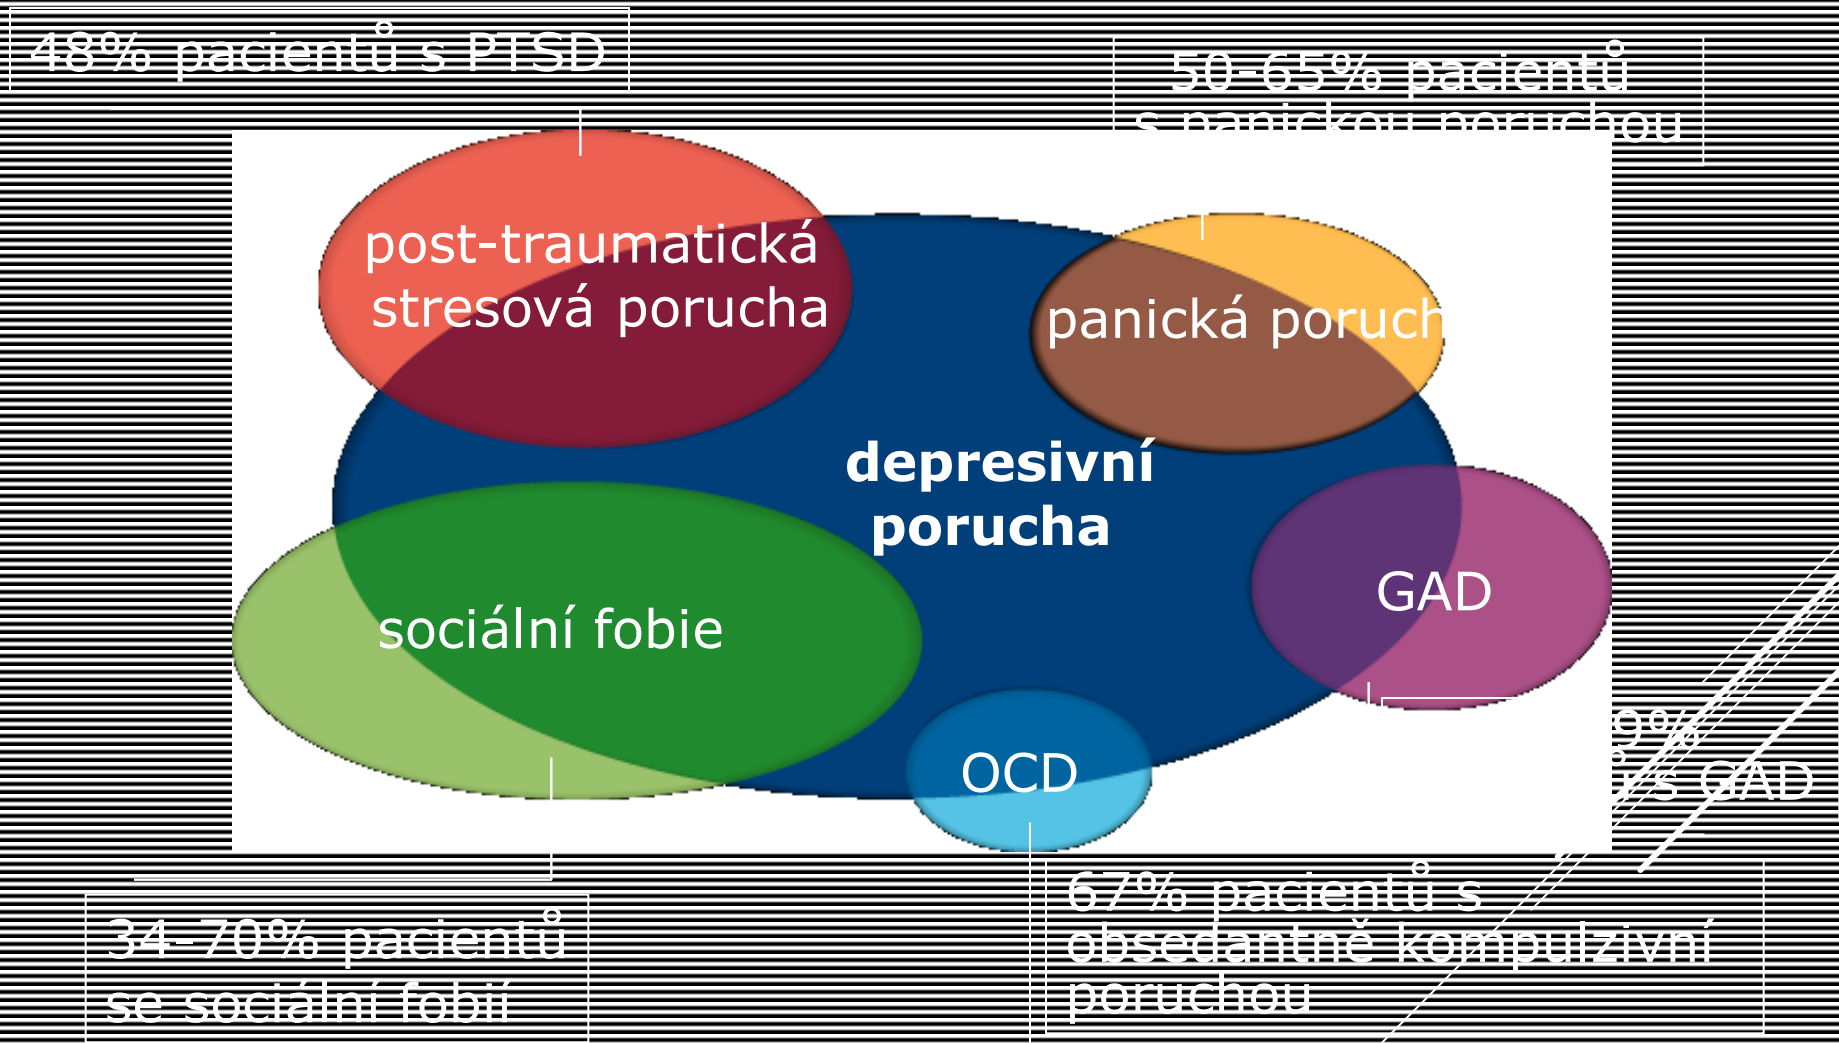 48% pacientů s PTSD
50-65% pacientů
s panickou poruchou
post-traumatická
stresová porucha
panická poruch
depresivní
porucha
GAD
sociální fobie
OCD
9%
s GAD
67% pacientů s
obsedantně kompulzivní
poruchou
34-70% pacientů
se sociální fobií